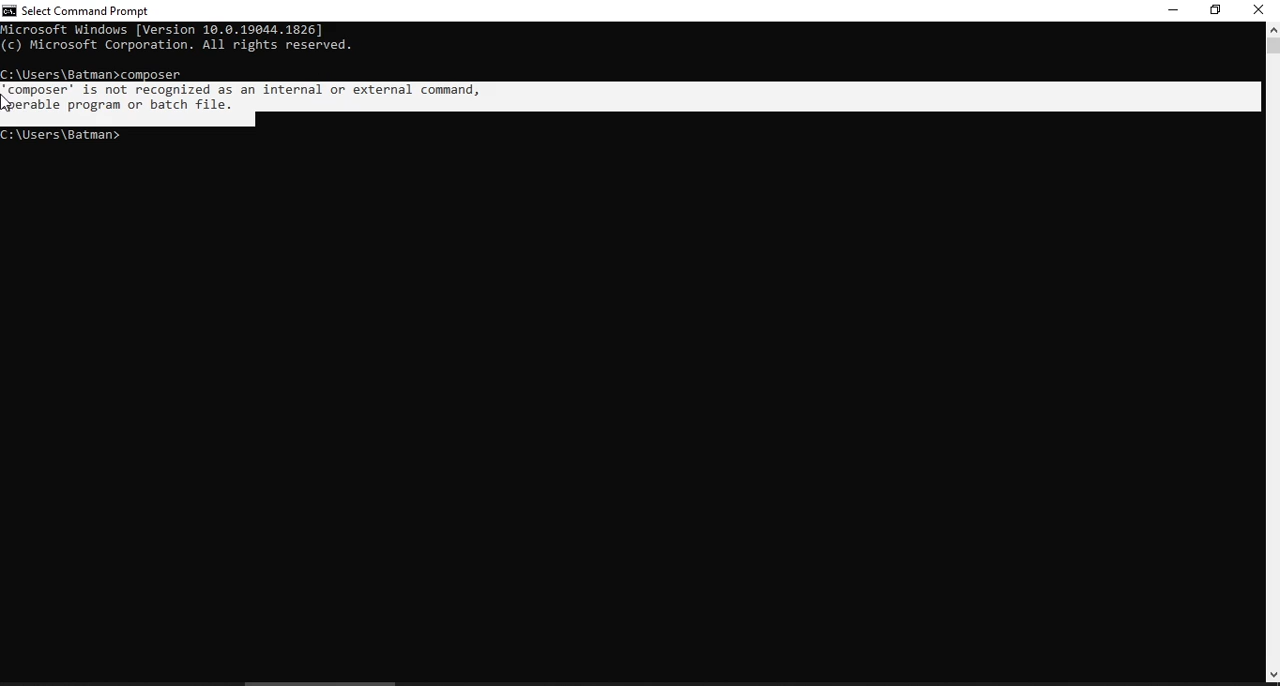 Select Command Prompt
Microsoft Windows [Version 10.0.19044.1826]
(c) Microsoft Corporation. All rights reserved.
C:\Users\Batman>composer
'composer' is not recognized as an internal or external command,
operable program or batch file.
C:\Users\Batman>